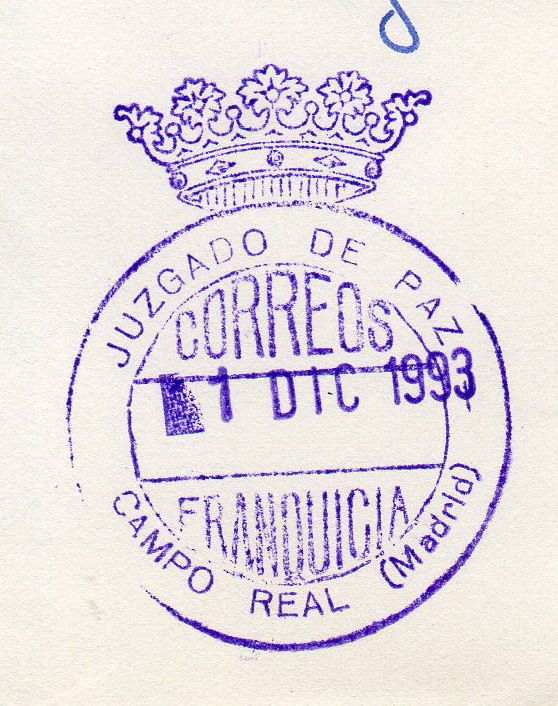 JUZGADO DE PAZ
CORREOS
1 DIC 1993
FRANQUICIA
CAMPO REAL (Madrid)